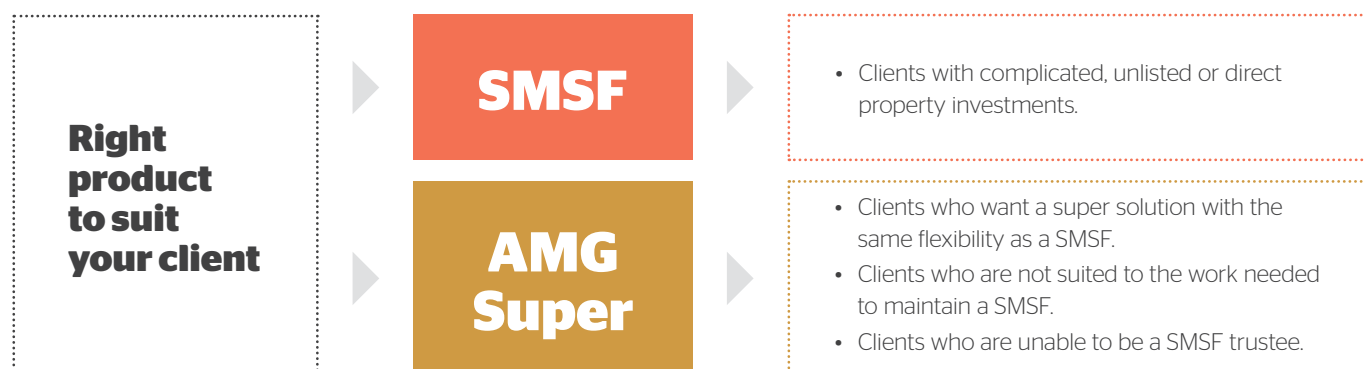 Right
product
to suit
your client
SMSF
• Clients with complicated, unlisted or direct
property investments.
AMG
Super
• Clients who want a super solution with the
same flexibility as a SMSF.
• Clients who are not suited to the work needed
to maintain a SMSF.
• Clients who are unable to be a SMSF trustee.